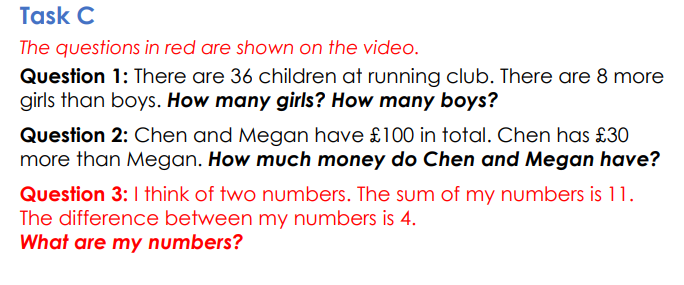 Task C
The questions in red are shown on the video.
Question 1: There are 36 children at running club. There are 8 more
girls than boys. How many girls? How many boys?
Question 2: Chen and Megan have £100 in total. Chen has £30
more than Megan. How much money do Chen and Megan have?
Question 3: I think of two numbers. The sum of my numbers is 11.
The difference between my numbers is 4.
What are my numbers?